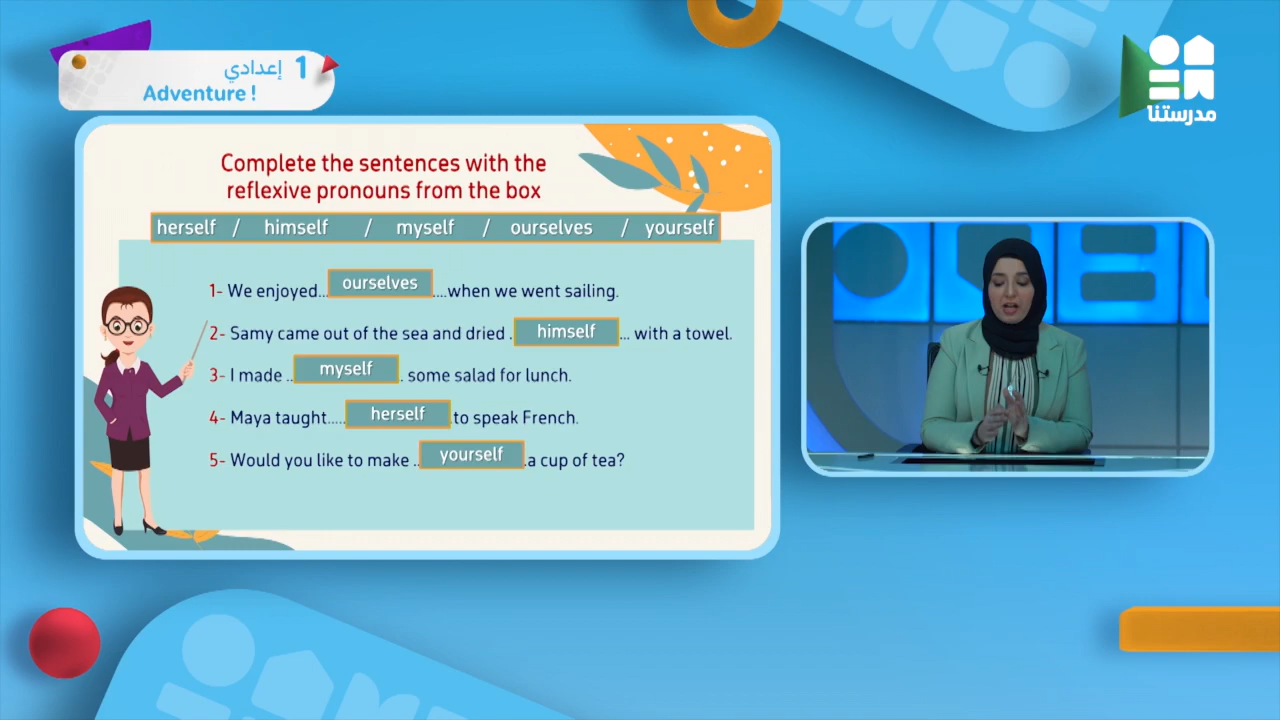 1 إعدادي
Adventure !
مدرستنا
Complete the sentences with the
reflexive pronouns from the box
herself / himself / myself / ourselves / yourself
1- We enjoyed...ourselves....when we went sailing.
2- Samy came out of the sea and dried .himself... with a towel.
3- I made ..myself. some salad for lunch.
4- Maya taught.....herself.to speak French.
5- Would you like to make ..yourself.a cup of tea?